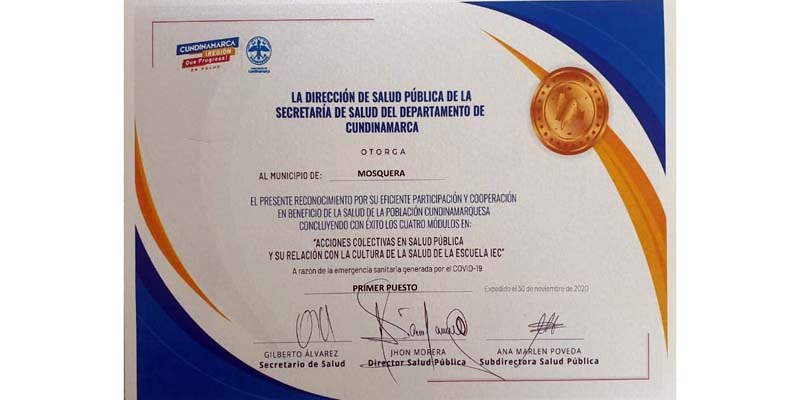 CUNDINAMARCA
¡REGIÓN
Que Progresa!
EN SALUD
Cundinamarca
LA DIRECCIÓN DE SALUD PÚBLICA DE LA
SECRETARÍA DE SALUD DEL DEPARTAMENTO DE
CUNDINAMARCA
OTORGA
AL MUNICIPIO DE: MOSQUERA
EL PRESENTE RECONOCIMIENTO POR SU EFICIENTE PARTICIPACIÓN Y COOPERACIÓN
EN BENEFICIO DE LA SALUD DE LA POBLACIÓN CUNDINAMARQUESA
CONCLUYENDO CON ÉXITO LOS CUATRO MÓDULOS EN:
"ACCIONES COLECTIVAS EN SALUD PÚBLICA
Y SU RELACIÓN CON LA CULTURA DE LA SALUD DE LA ESCUELA IEC"
A razón de la emergencia sanitaria generada por el COVID-19
PRIMER PUESTO Expedido el 30 de noviembre de 2020
GILBERTO ÁLVAREZ JHON MORERA ANA MARLEN POVEDA
Secretario de Salud Director Salud Pública Subdirectora Salud Pública